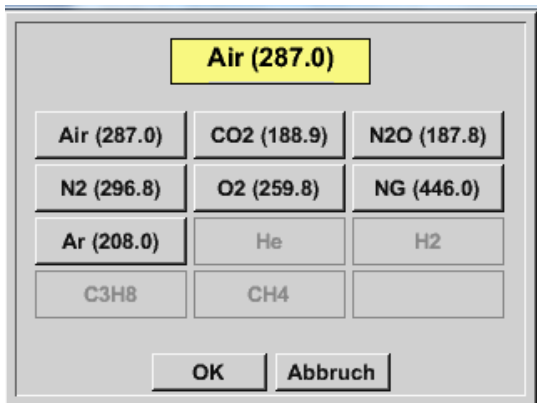 Air (287.0)
Air (287.0) CO2 (188.9) N2O (187.8)
N2 (296.8) O2 (259.8) NG (446.0)
Ar (208.0) He H2
C3H8 CH4
OK Abbruch